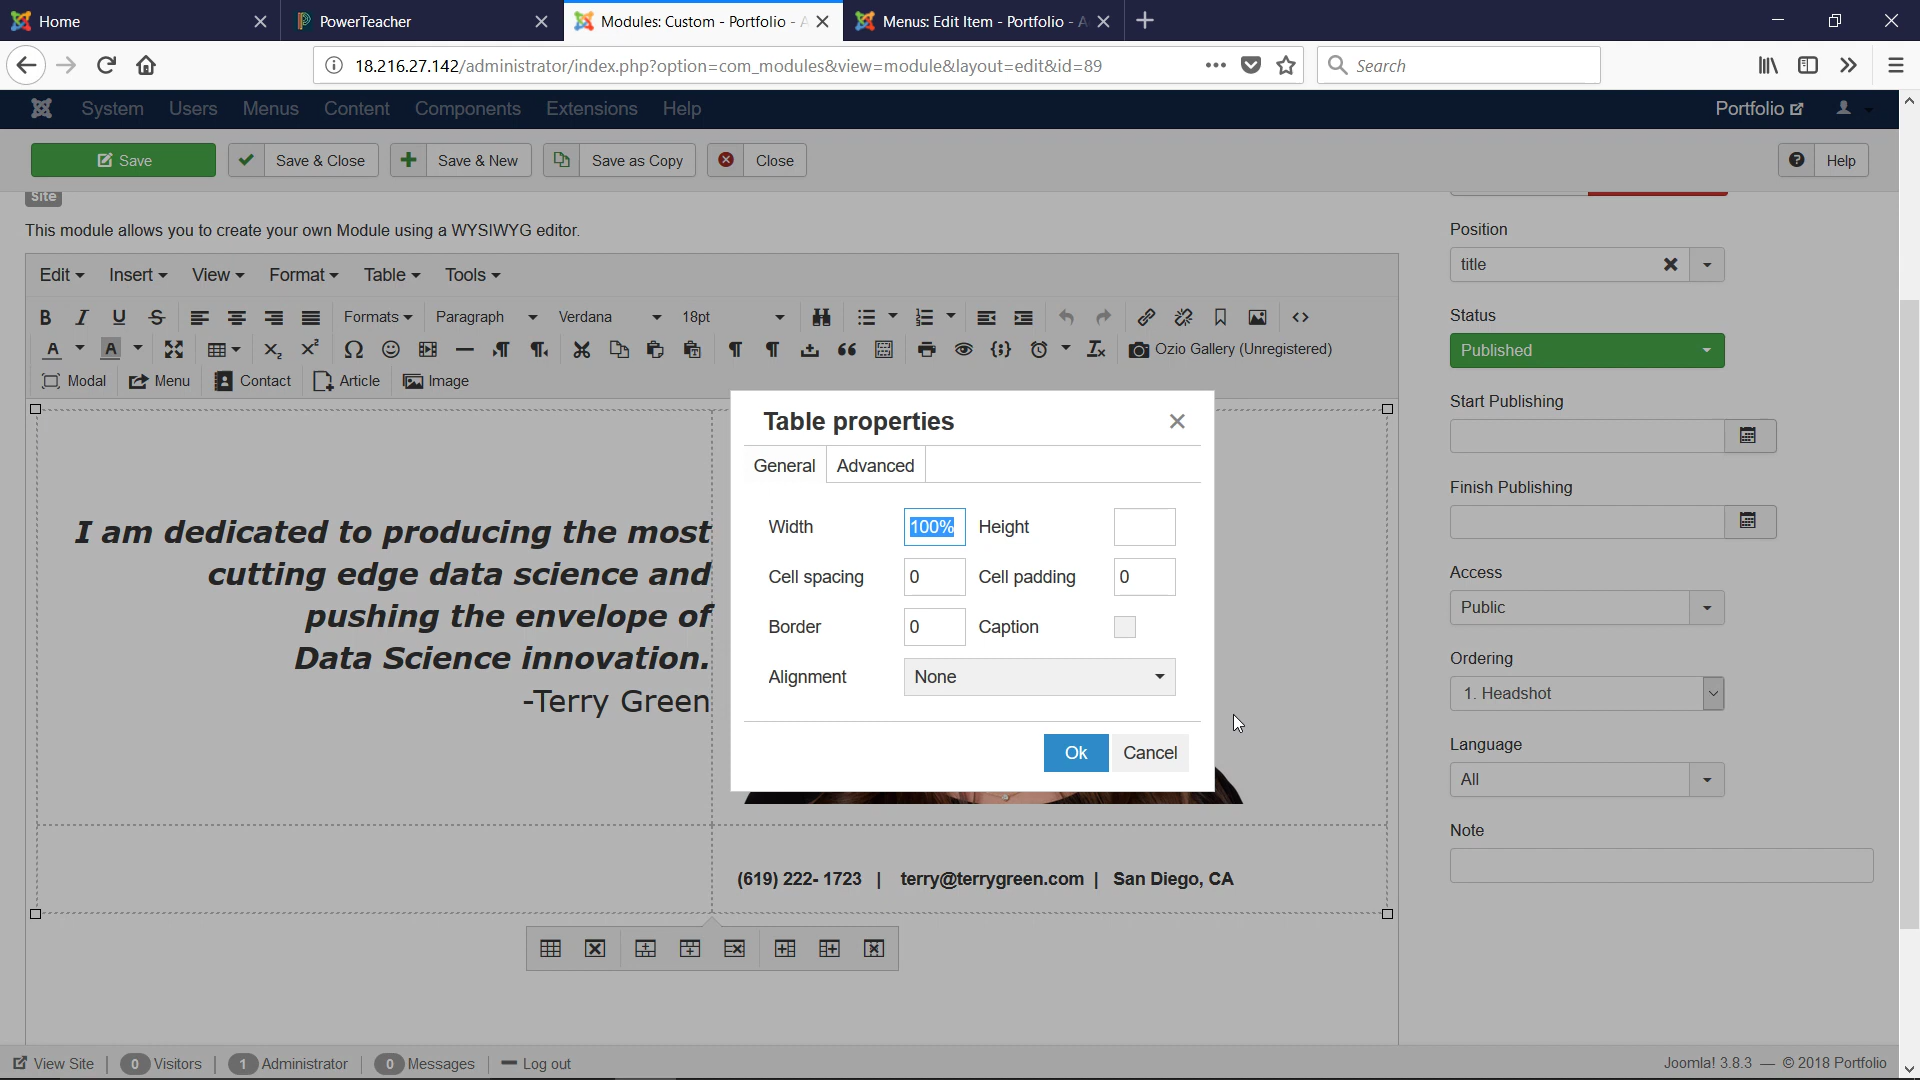 Home
PowerTeacher
Modules: Custom - Portfolio - A
Menus: Edit Item - Portfolio - A
18.216.27.142/administrator/index.php?option=com_modules&view=module&layout=edit&id=89
Search
System Users Menus Content Components Extensions Help
Portfolio
Save
Save & Close
Save & New
Save as Copy
Close
Help
Site
This module allows you to create your own Module using a WYSIWYG editor.
Edit Insert View Format Table Tools
B I U S Formats Paragraph Verdana 18pt
A A Ozio Gallery (Unregistered)
Modal Menu Contact Article Image
I am dedicated to producing the most
cutting edge data science and
pushing the envelope of
Data Science innovation.
-Terry Green
(619) 222- 1723 | terry@terrygreen.com | San Diego, CA
Table properties
General Advanced
Width 100% Height
Cell spacing 0 Cell padding 0
Border 0 Caption
Alignment None
Ok Cancel
Position
title
Status
Published
Start Publishing
Finish Publishing
Access
Public
Ordering
1. Headshot
Language
All
Note
View Site | 0 Visitors | 1 Administrator | 0 Messages | Log out
Joomla! 3.8.3 — © 2018 Portfolio